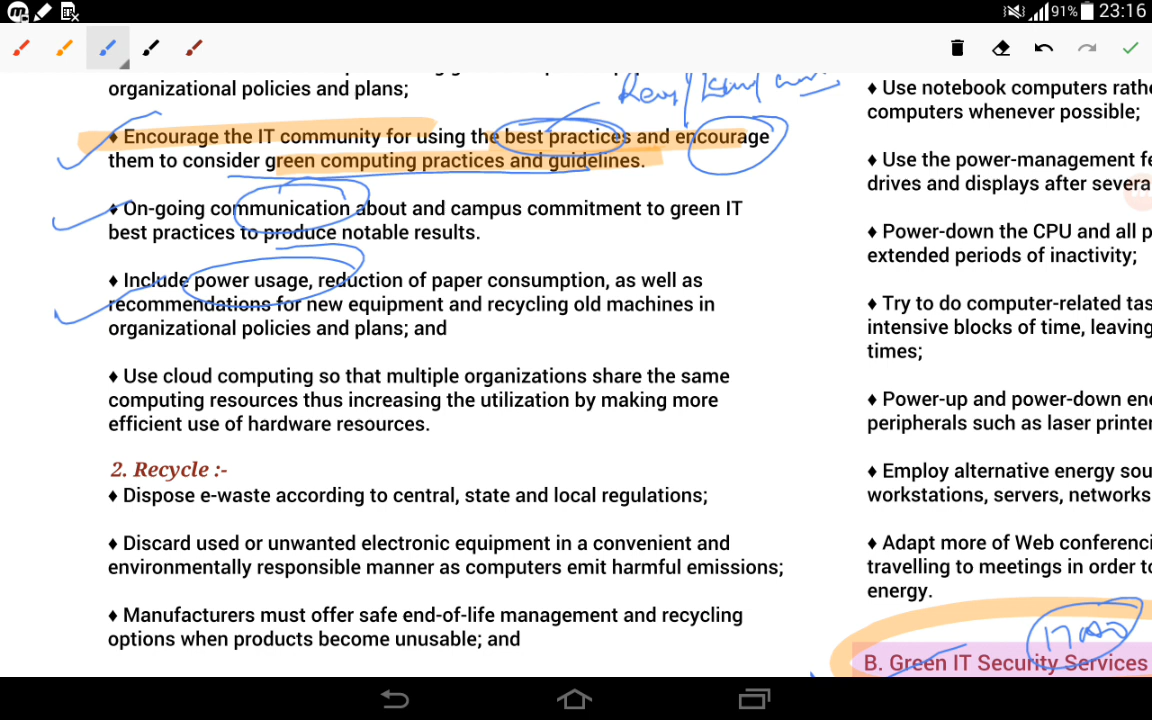 91% 23:16
organizational policies and plans;
♦ Encourage the IT community for using the best practices and encourage
them to consider green computing practices and guidelines.
♦ On-going communication about and campus commitment to green IT
best practices to produce notable results.
♦ Include power usage, reduction of paper consumption, as well as
recommendations for new equipment and recycling old machines in
organizational policies and plans; and
♦ Use cloud computing so that multiple organizations share the same
computing resources thus increasing the utilization by making more
efficient use of hardware resources.
2. Recycle :-
♦ Dispose e-waste according to central, state and local regulations;
♦ Discard used or unwanted electronic equipment in a convenient and
environmentally responsible manner as computers emit harmful emissions;
♦ Manufacturers must offer safe end-of-life management and recycling
options when products become unusable; and
♦ Use notebook computers rathe
computers whenever possible;
♦ Use the power-management fe
drives and displays after severa
♦ Power-down the CPU and all p
extended periods of inactivity;
♦ Try to do computer-related tas
intensive blocks of time, leaving
times;
♦ Power-up and power-down ene
peripherals such as laser printer
♦ Employ alternative energy sou
workstations, servers, networks
♦ Adapt more of Web conferenci
travelling to meetings in order to
energy.
B. Green IT Security Services